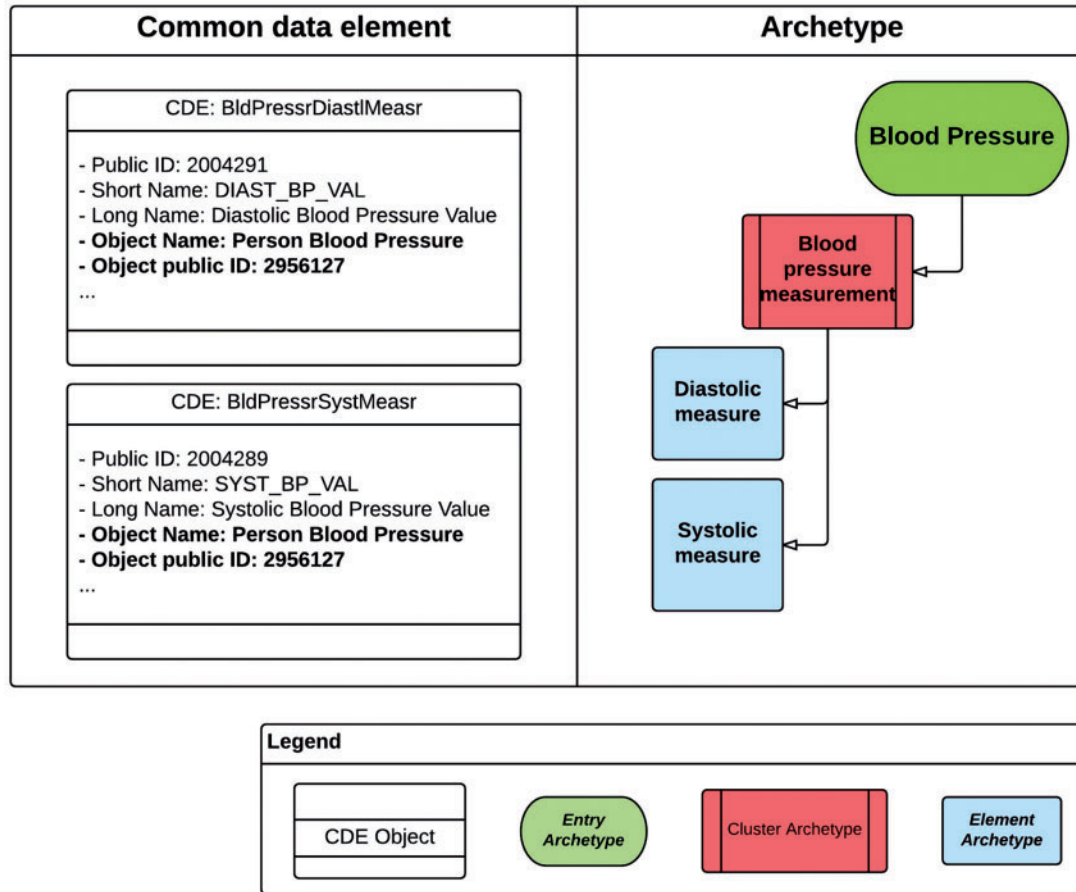 Common data element
Archetype
CDE: BldPressrDiastlMeasr
- Public ID: 2004291
- Short Name: DIAST_BP_VAL
- Long Name: Diastolic Blood Pressure Value
- Object Name: Person Blood Pressure
- Object public ID: 2956127
...
CDE: BldPressrSystMeasr
- Public ID: 2004289
- Short Name: SYST_BP_VAL
- Long Name: Systolic Blood Pressure Value
- Object Name: Person Blood Pressure
- Object public ID: 2956127
...
Blood Pressure
Blood
pressure
measurement
Diastolic
measure
Systolic
measure
Legend
CDE Object
Entry
Archetype
Cluster Archetype
Element
Archetype